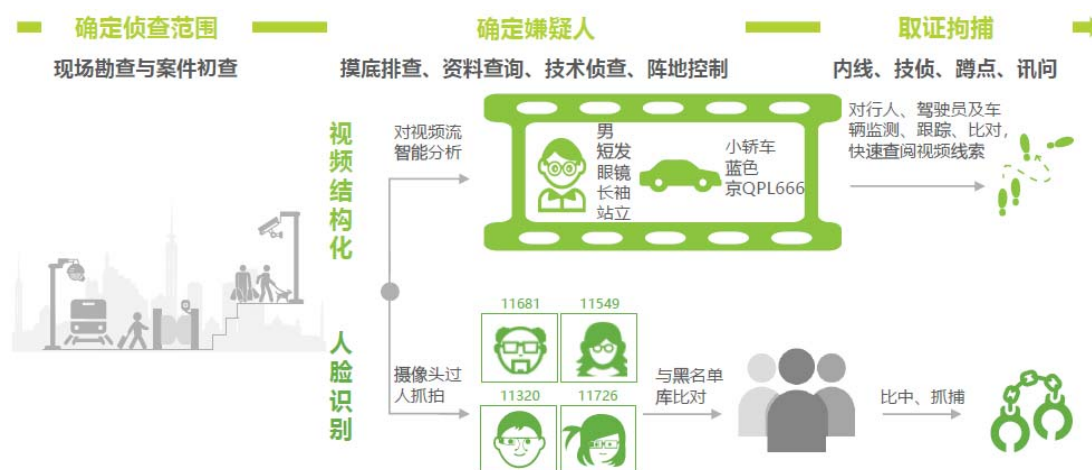 确定侦查范围
确定嫌疑人
取证拘捕
现场勘查与案件初查
摸底排查、资料查询、技术侦查、阵地控制
内线、技侦、蹲点、讯问
视频结构化
对视频流
智能分析
男
短发
眼镜
长袖
站立
小轿车
蓝色
京QPL666
对行人、驾驶员及车
辆监测、跟踪、比对，
快速查阅视频线索
人脸识别
摄像头过
人抓拍
11681
11549
11320
11726
与黑名单
库比对
比中、抓捕